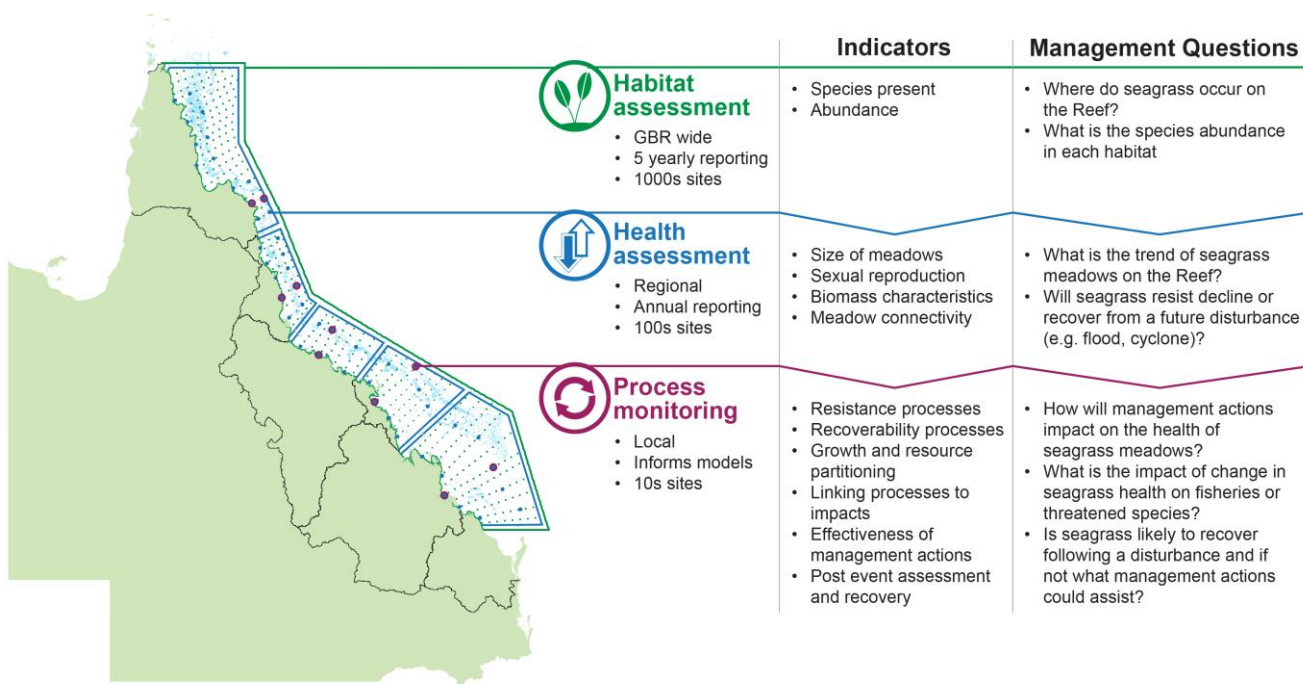 Indicators
Management Questions
Habitat
assessment
• GBR wide
• 5 yearly reporting
• 1000s sites
• Species present
• Abundance
• Where do seagrass occur on
the Reef?
• What is the species abundance
in each habitat
Health
assessment
• Regional
• Annual reporting
• 100s sites
• Size of meadows
• Sexual reproduction
• Biomass characteristics
• Meadow connectivity
• What is the trend of seagrass
meadows on the Reef?
• Will seagrass resist decline or
recover from a future disturbance
(e.g. flood, cyclone)?
Process
monitoring
• Local
• Informs models
• 10s sites
• Resistance processes
• Recoverability processes
• Growth and resource
partitioning
• Linking processes to
impacts
• Effectiveness of
management actions
• Post event assessment
and recovery
• How will management actions
impact on the health of
seagrass meadows?
• What is the impact of change in
seagrass health on fisheries or
threatened species?
• Is seagrass likely to recover
following a disturbance and if
not what management actions
could assist?